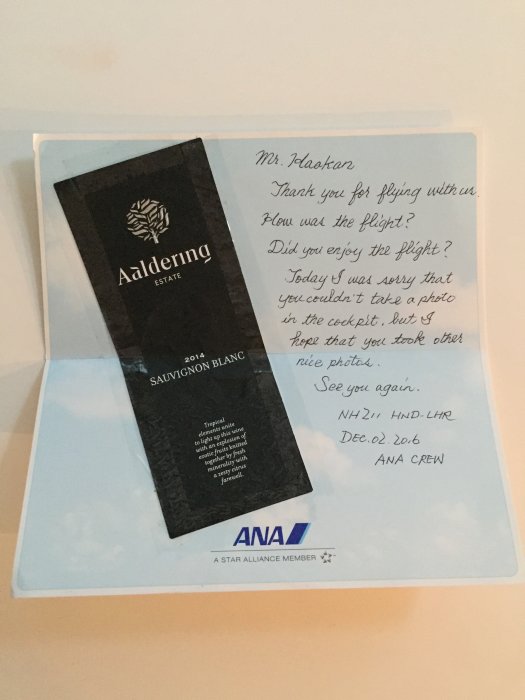 Aaldering
ESTATE
2014
SAUVIGNON BLANC
Tropical
elements unite
to light up this wine
with an explosion of
exotic fruits knitted
together by fresh
minerality with
a zesty citrus
farewell.
Mr. Haakan
Thank you for flying with us.
How was the flight?
Did you enjoy the flight?
Today I was sorry that
you couldn't take a photo
in the cockpit, but I
hope that you took other
nice photos.
See you again.
NH211 HND-LHR
DEC. 02. 2016
ANA CREW
ANA
A STAR ALLIANCE MEMBER